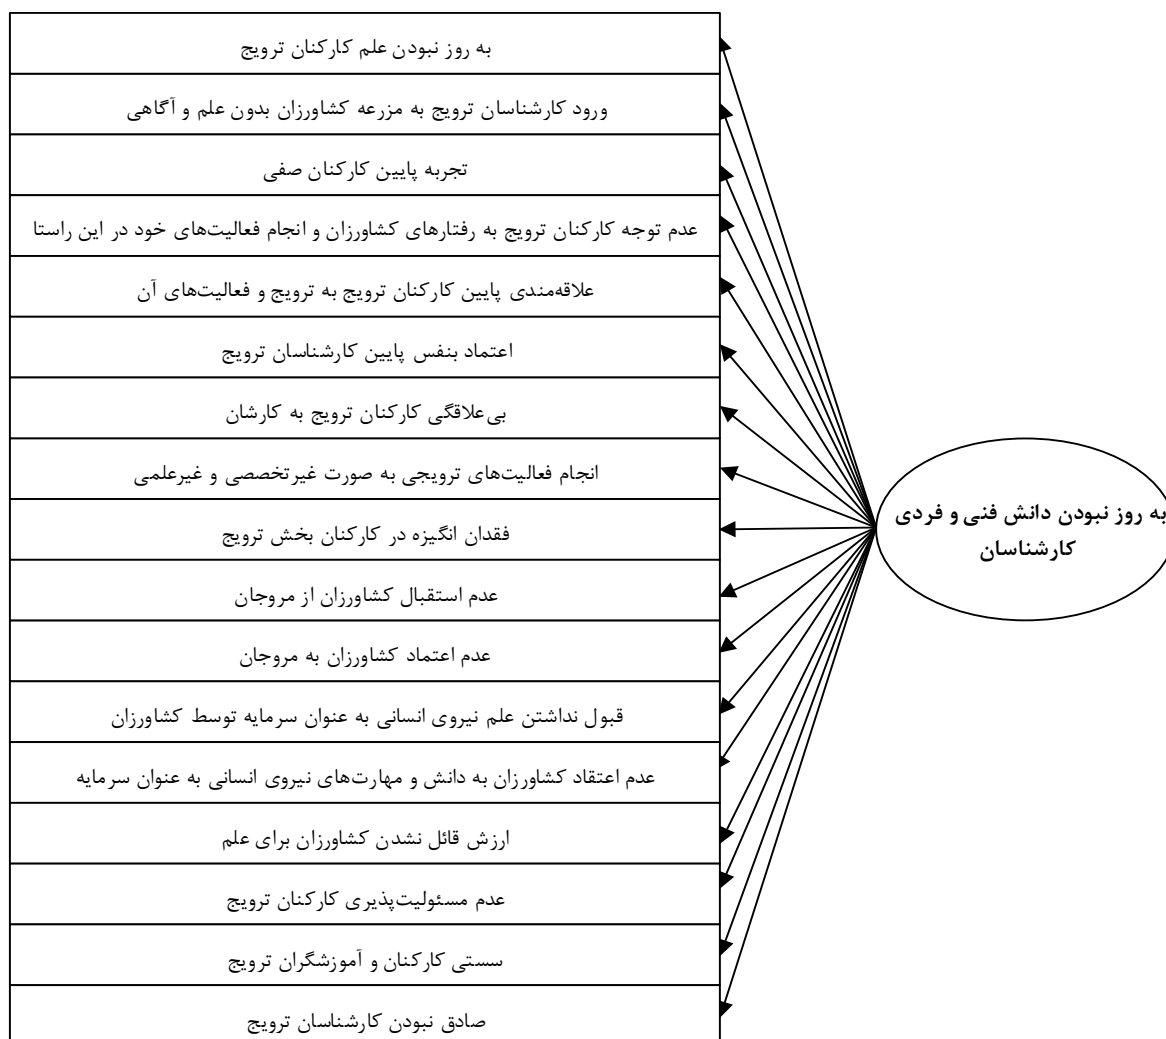 به روز نبودن علم کارکنان ترویج
ورود کارشناسان ترویج به مزرعه کشاورزان بدون علم و آگاهی
تجربه پایین کارکنان صفی
عدم توجه کارکنان ترویج به رفتارهای کشاورزان و انجام فعالیت‌های خود در این راستا
علاقه‌مندی پایین کارکنان ترویج به ترویج و فعالیت‌های آن
اعتماد بنفس پایین کارشناسان ترویج
بی‌علاقگی کارکنان ترویج به کارشان
انجام فعالیت‌های ترویجی به صورت غیرتخصصی و غیرعلمی
فقدان انگیزه در کارکنان بخش ترویج
عدم استقبال کشاورزان از مروجان
عدم اعتماد کشاورزان به مروجان
قبول نداشتن علم نیروی انسانی به عنوان سرمایه توسط کشاورزان
عدم اعتقاد کشاورزان به دانش و مهارت‌های نیروی انسانی به عنوان سرمایه
ارزش قائل نشدن کشاورزان برای علم
عدم مسئولیت‌پذیری کارکنان ترویج
سستی کارکنان و آموزشگران ترویج
صادق نبودن کارشناسان ترویج
به روز نبودن دانش فنی و فردی
کارشناسان